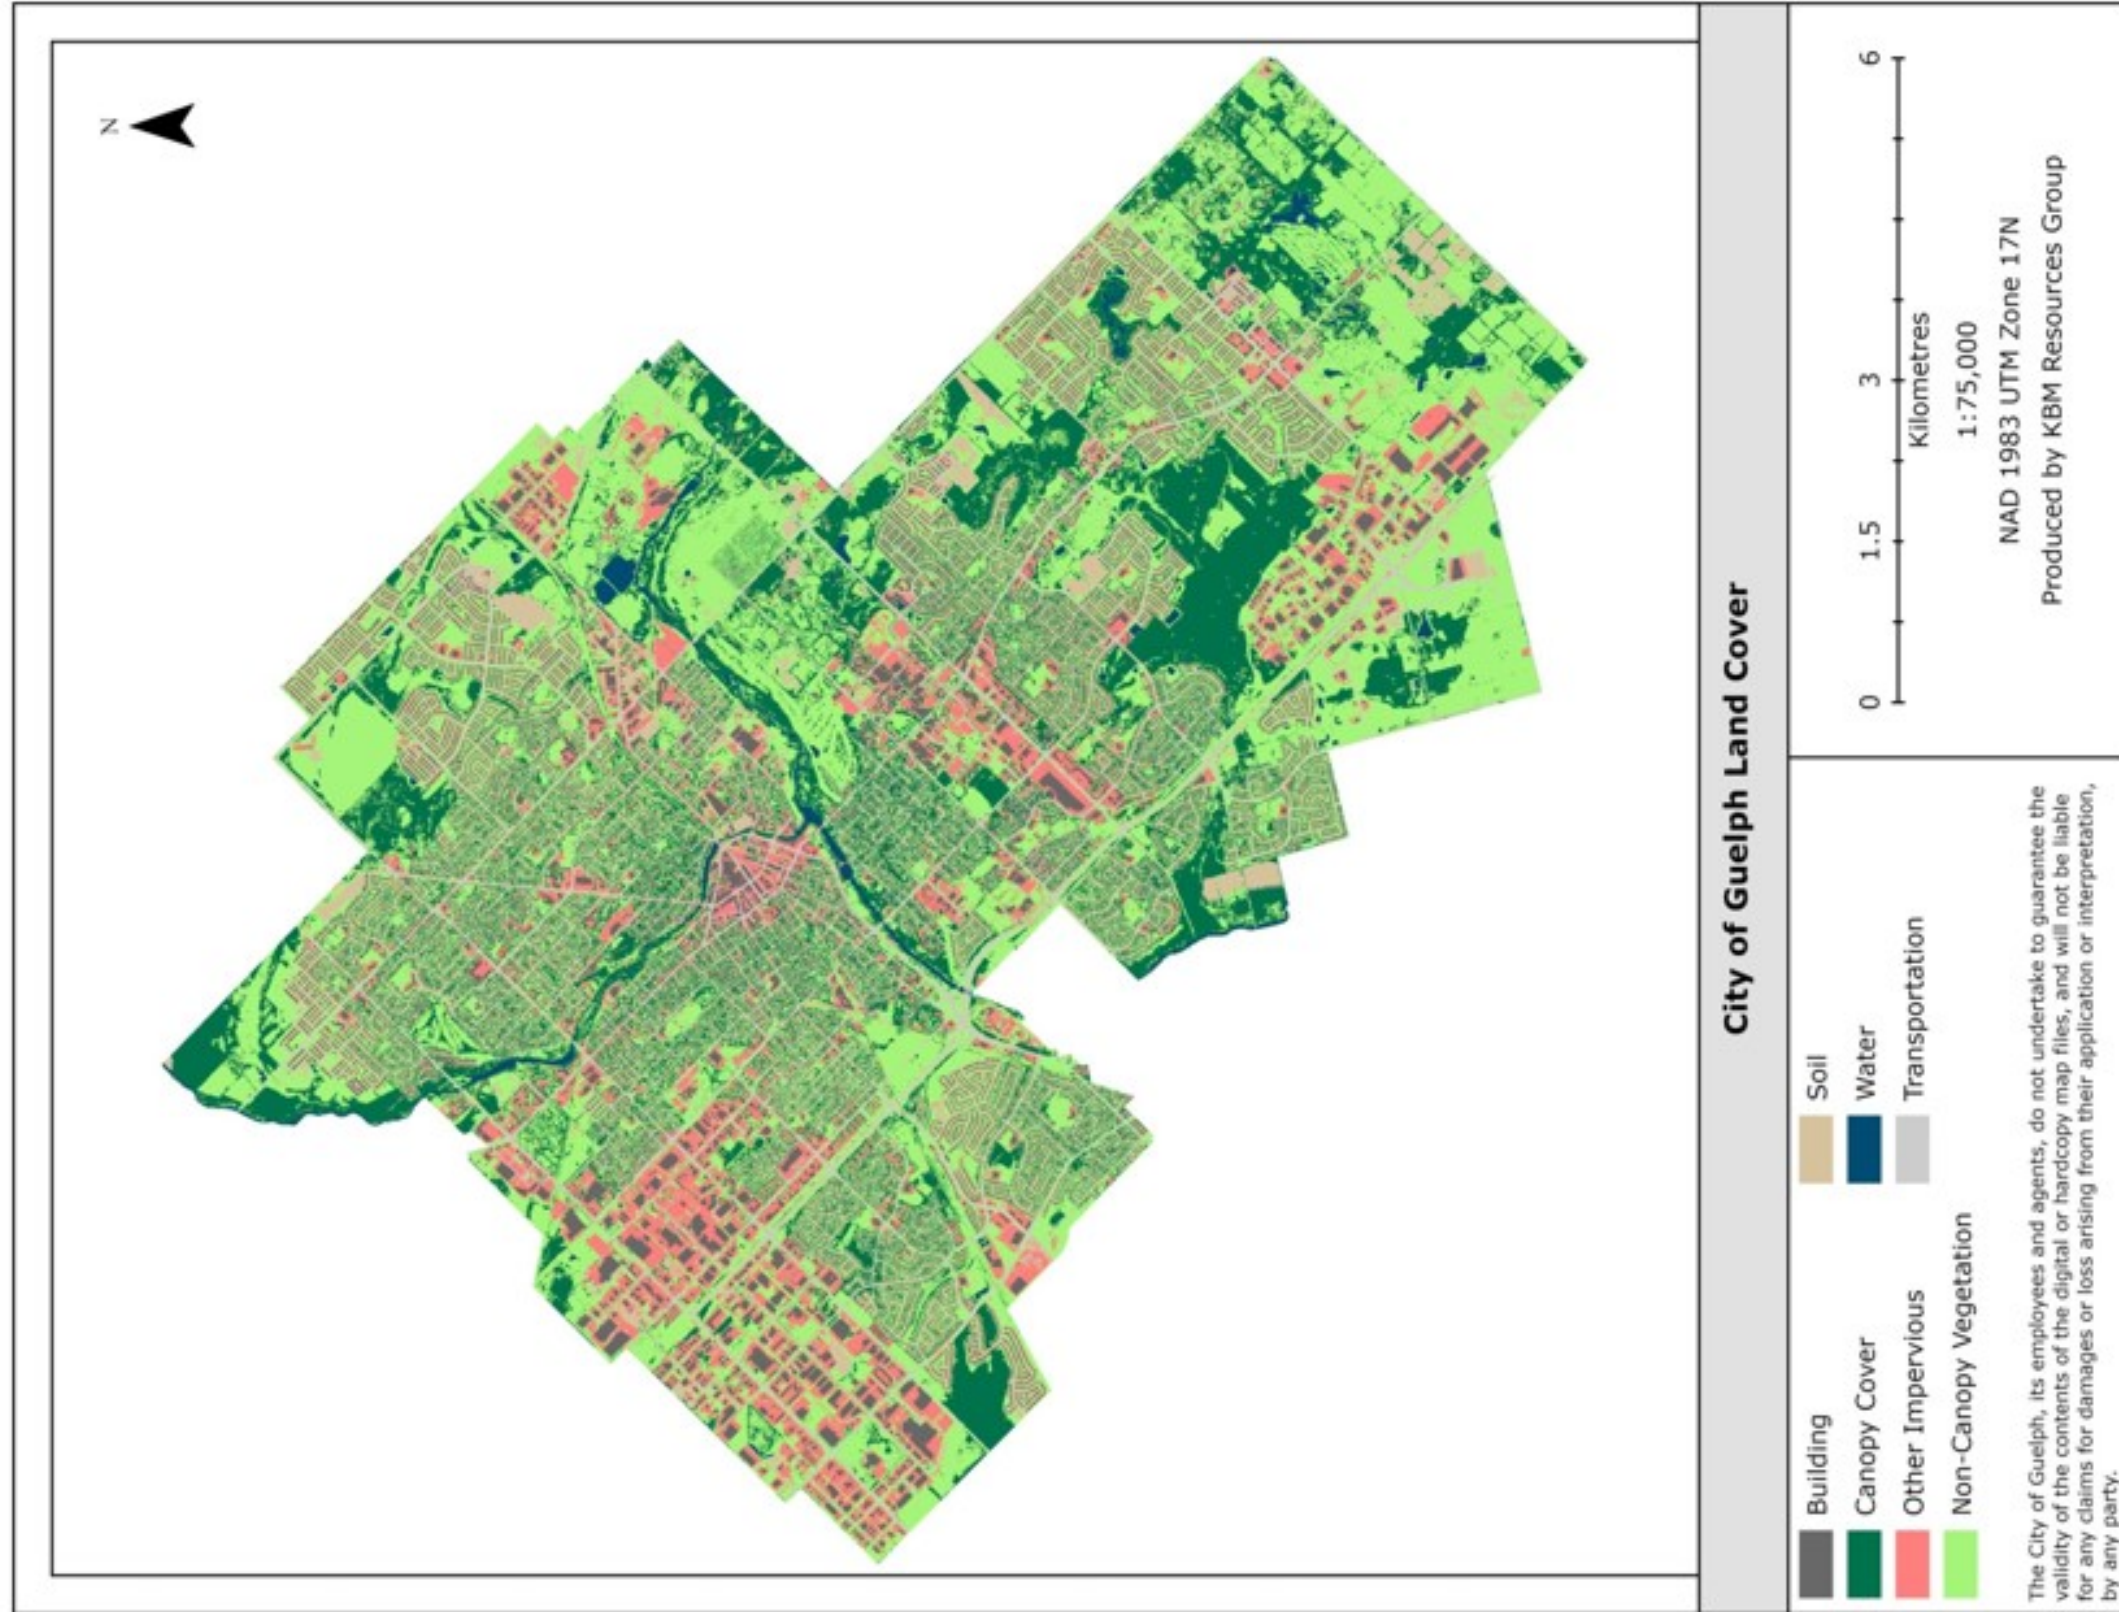 N
City of Guelph Land Cover
Building
Canopy Cover
Other Impervious
Non-Canopy Vegetation
Soil
Water
Transportation
The City of Guelph, its employees and agents, do not undertake to guarantee the
validity of the contents of the digital or hardcopy map files, and will not be liable
for any claims for damages or loss arising from their application or interpretation,
by any party.
0 1.5 3 6
Kilometres
1:75,000
NAD 1983 UTM Zone 17N
Produced by KBM Resources Group